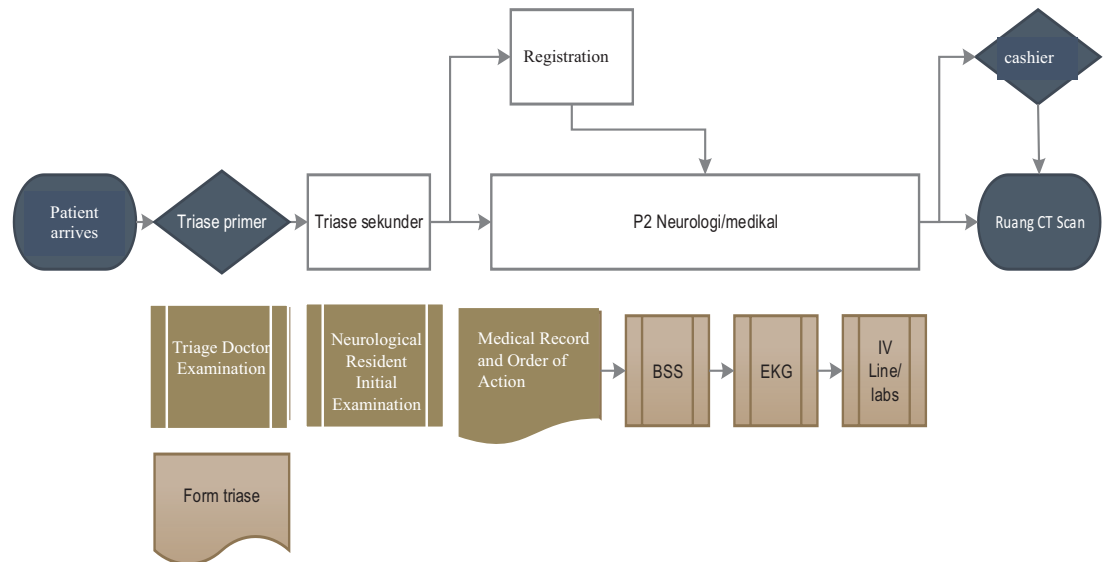 Registration
cashier
Patient
arrives
Triase primer
Triase sekunder
P2 Neurologi/medikal
Ruang CT Scan
Triage Doctor
Examination
Neurological
Resident
Initial
Examination
Medical Record
and Order of
Action
BSS
EKG
IV
Line/
labs
Form triase